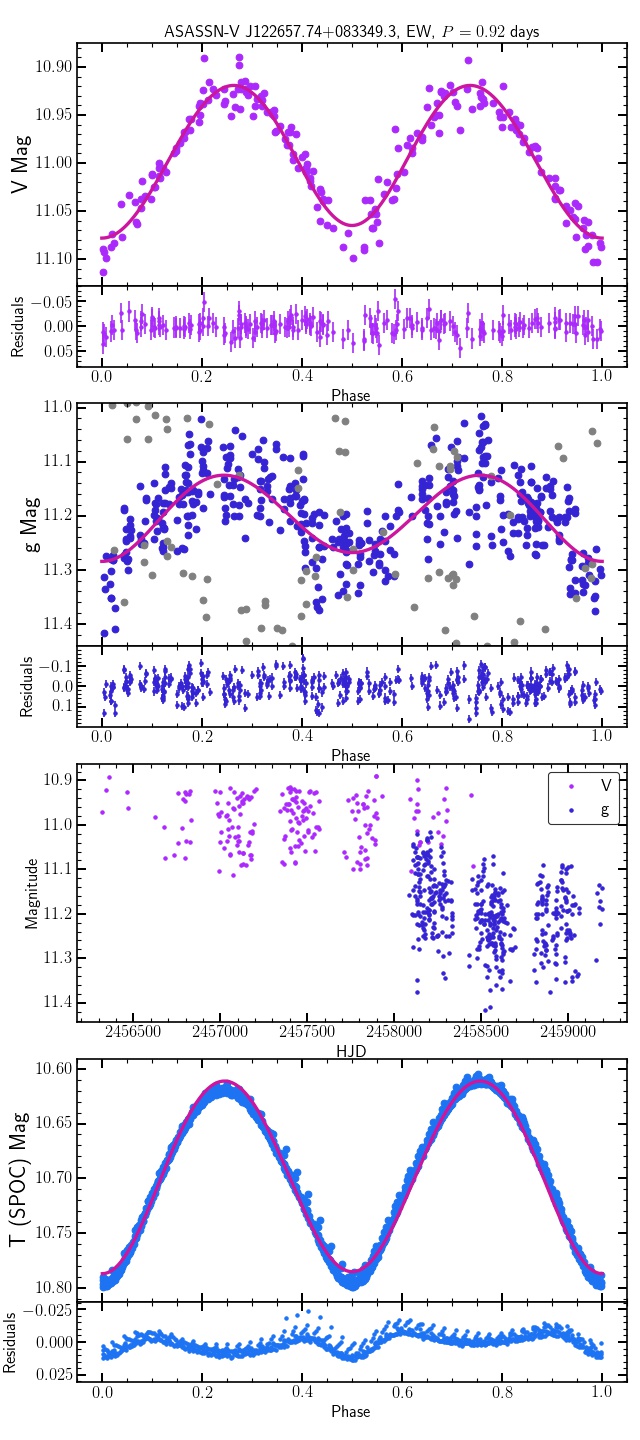 ASASSN-V J122657.74+083349.3, EW, P = 0.92 days
10.90
10.95
11.00
11.05
11.10
V Mag
−0.05
0.00
0.05
Residuals
0.0 0.2 0.4 0.6 0.8 1.0
Phase
11.0
11.1
11.2
11.3
11.4
g Mag
−0.1
0.0
0.1
Residuals
0.0 0.2 0.4 0.6 0.8 1.0
Phase
10.9
11.0
11.1
11.2
11.3
11.4
Magnitude
V
g
2456500 2457000 2457500 2458000 2458500 2459000
HJD
10.60
10.65
10.70
10.75
10.80
T (SPOC) Mag
−0.025
0.000
0.025
Residuals
0.0 0.2 0.4 0.6 0.8 1.0
Phase